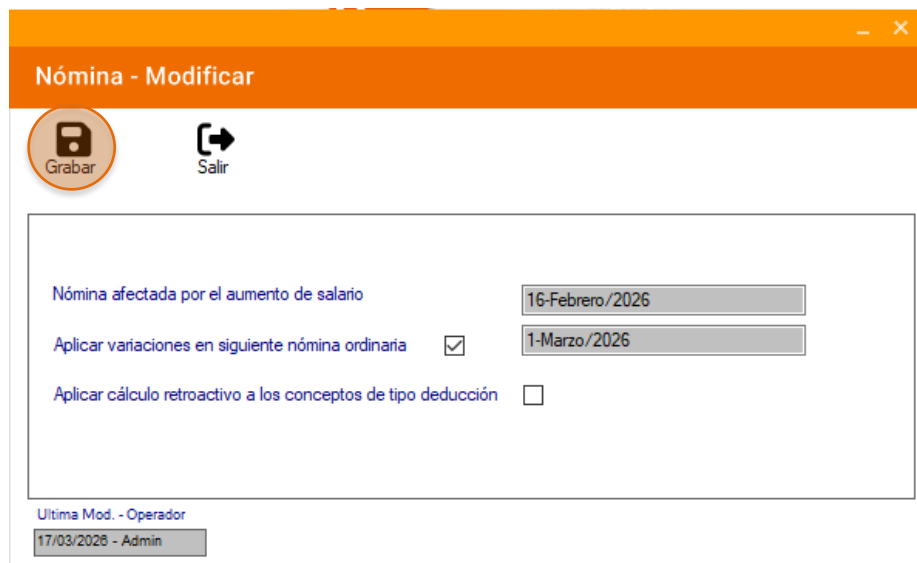 Nómina - Modificar
Grabar
Salir
Nómina afectada por el aumento de salario
16-Febrero/2026
Aplicar variaciones en siguiente nómina ordinaria
1-Marzo/2026
Aplicar cálculo retroactivo a los conceptos de tipo deducción
Ultima Mod. - Operador
17/03/2026 - Admin